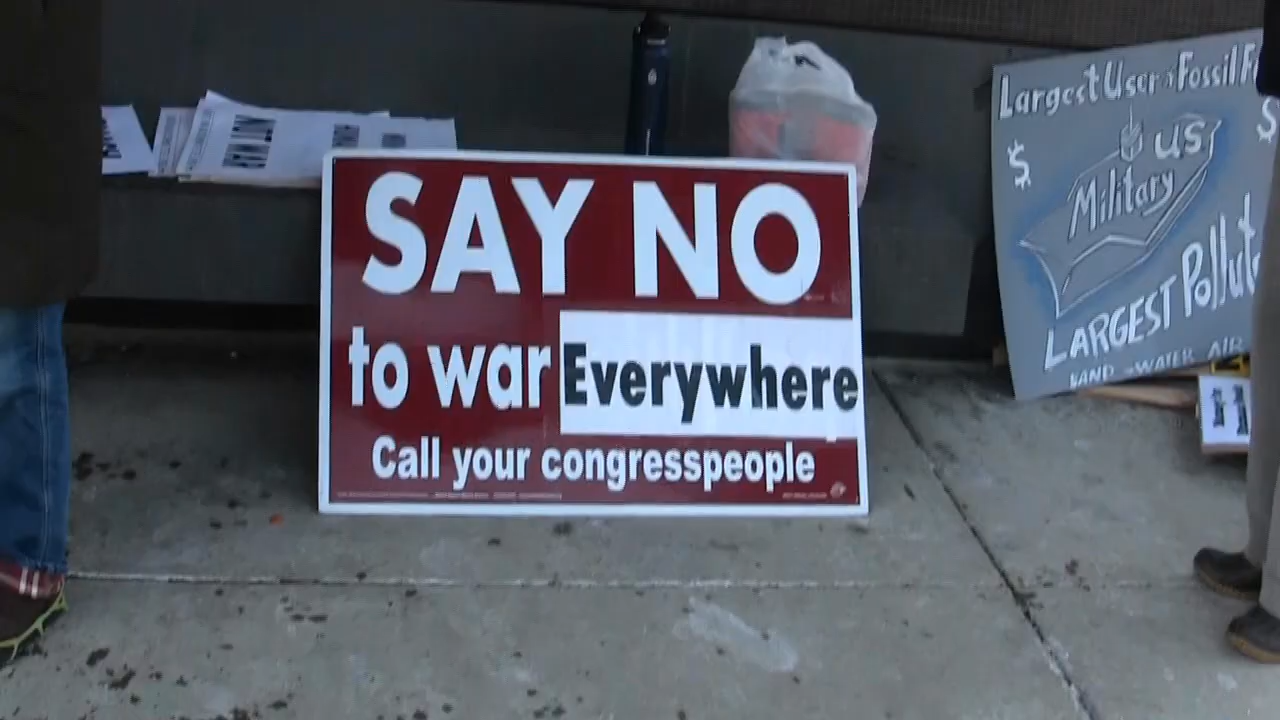 SAY NO
to war Everywhere
Call your congresspeople
Largest User of Fossil
$ US $
Military
LARGEST Pollut
LAND - WATER AIR